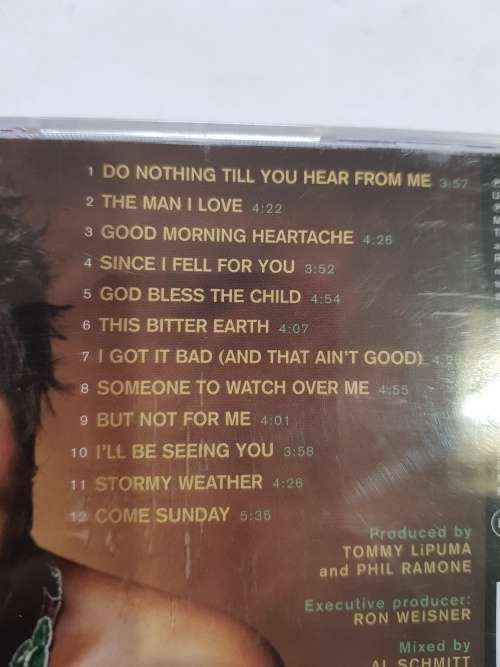 1 DO NOTHING TILL YOU HEAR FROM ME 3:57
2 THE MAN I LOVE 4:22
3 GOOD MORNING HEARTACHE 4:26
4 SINCE I FELL FOR YOU 3:52
5 GOD BLESS THE CHILD 4:54
6 THIS BITTER EARTH 4:07
7 I GOT IT BAD (AND THAT AIN'T GOOD)
8 SOMEONE TO WATCH OVER ME 4:55
9 BUT NOT FOR ME 4:01
10 I'LL BE SEEING YOU 3:58
11 STORMY WEATHER 4:26
12 COME SUNDAY 5:35
Produced by
TOMMY LiPUMA
and PHIL RAMONE
Executive producer:
RON WEISNER
Mixed by
AL SCHMITT